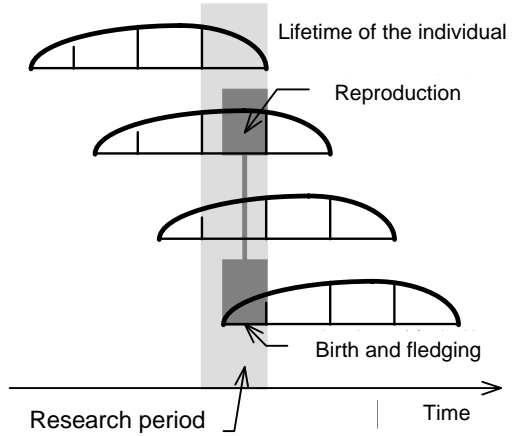 Lifetime of the individual
Reproduction
Birth and fledging
Time
Research period